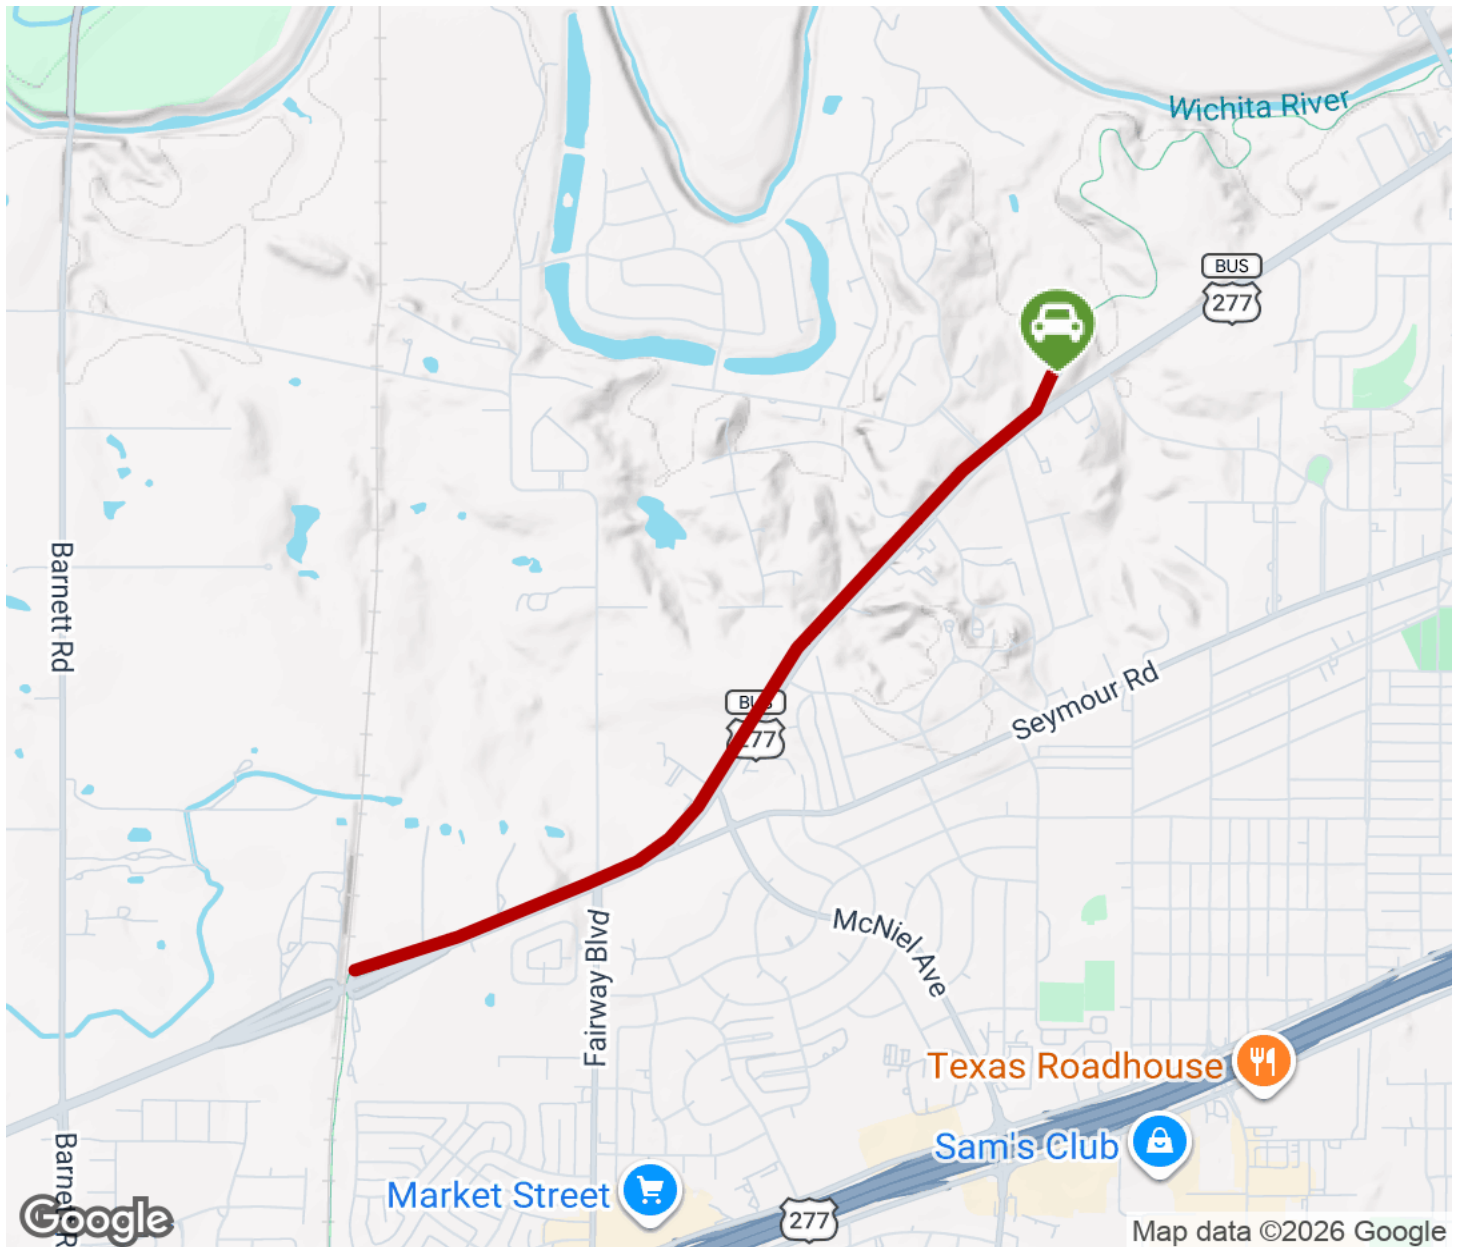 Wichita River
BUS
277
Barnett Rd
BUS
277
Seymour Rd
McNiel Ave
Fairway Blvd
Texas Roadhouse
Sam's Club
Barnett R
Market Street
277
Google
Map data ©2026 Google